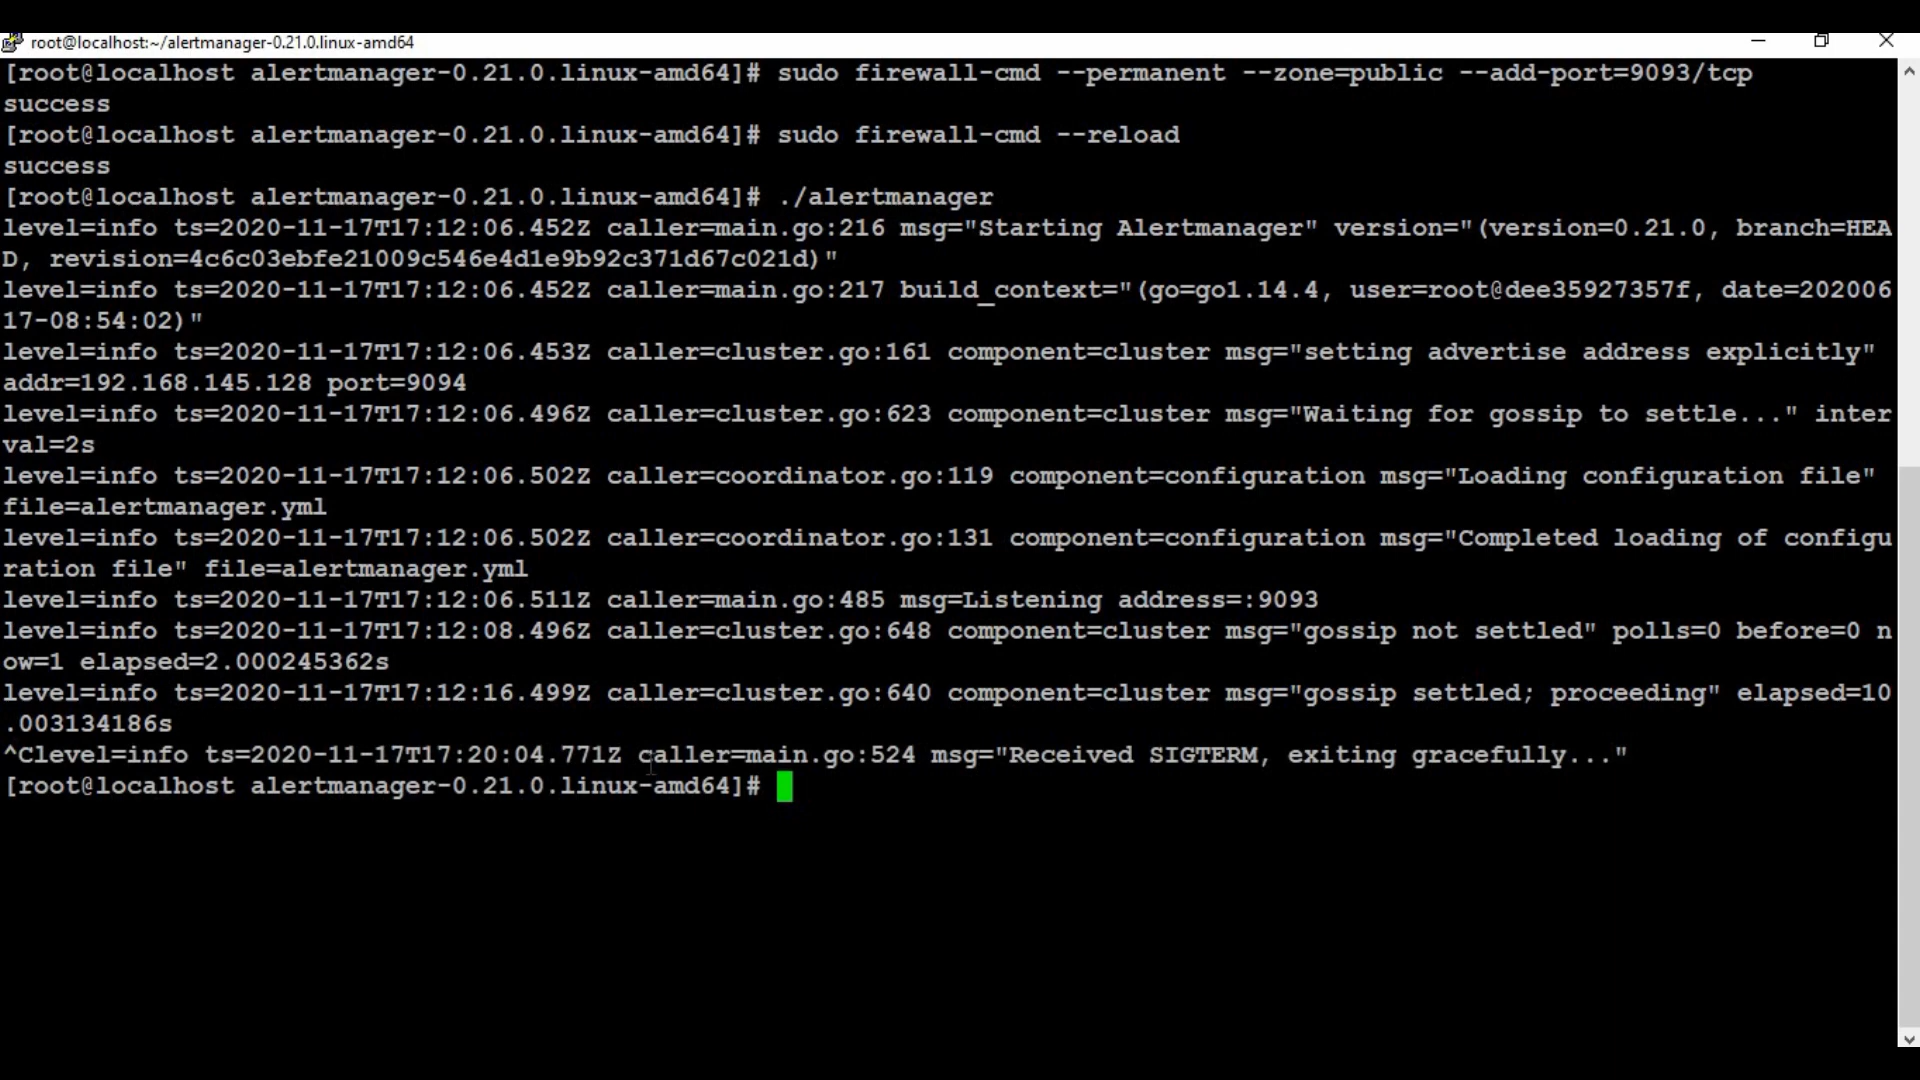 root@localhost:~/alertmanager-0.21.0.linux-amd64
[root@localhost alertmanager-0.21.0.linux-amd64]# sudo firewall-cmd --permanent --zone=public --add-port=9093/tcp
success
[root@localhost alertmanager-0.21.0.linux-amd64]# sudo firewall-cmd --reload
success
[root@localhost alertmanager-0.21.0.linux-amd64]# ./alertmanager
level=info ts=2020-11-17T17:12:06.452Z caller=main.go:216 msg="Starting Alertmanager" version="(version=0.21.0, branch=HEA
D, revision=4c6c03ebfe21009c546e4d1e9b92c371d67c021d)"
level=info ts=2020-11-17T17:12:06.452Z caller=main.go:217 build_context="(go=go1.14.4, user=root@dee35927357f, date=202006
17-08:54:02)"
level=info ts=2020-11-17T17:12:06.453Z caller=cluster.go:161 component=cluster msg="setting advertise address explicitly"
addr=192.168.145.128 port=9094
level=info ts=2020-11-17T17:12:06.496Z caller=cluster.go:623 component=cluster msg="Waiting for gossip to settle..." inter
val=2s
level=info ts=2020-11-17T17:12:06.502Z caller=coordinator.go:119 component=configuration msg="Loading configuration file"
file=alertmanager.yml
level=info ts=2020-11-17T17:12:06.502Z caller=coordinator.go:131 component=configuration msg="Completed loading of configu
ration file" file=alertmanager.yml
level=info ts=2020-11-17T17:12:06.511Z caller=main.go:485 msg=Listening address=:9093
level=info ts=2020-11-17T17:12:08.496Z caller=cluster.go:648 component=cluster msg="gossip not settled" polls=0 before=0 n
ow=1 elapsed=2.000245362s
level=info ts=2020-11-17T17:12:16.499Z caller=cluster.go:640 component=cluster msg="gossip settled; proceeding" elapsed=10
.003134186s
^Clevel=info ts=2020-11-17T17:20:04.771Z caller=main.go:524 msg="Received SIGTERM, exiting gracefully..."
[root@localhost alertmanager-0.21.0.linux-amd64]#